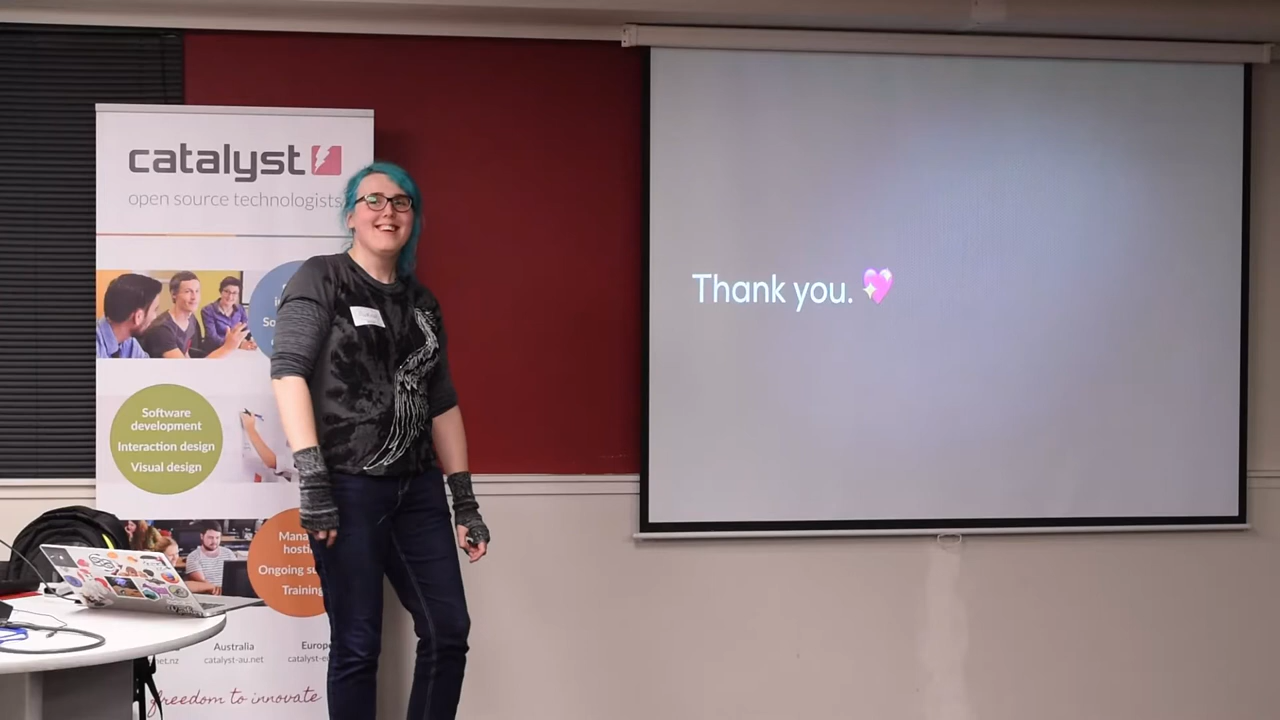 catalyst
open source technologists
Software
development
Interaction design
Visual design
Ongoing
Training
Australia
catalyst-au.net
freedom to innovate
Thank you. 💖